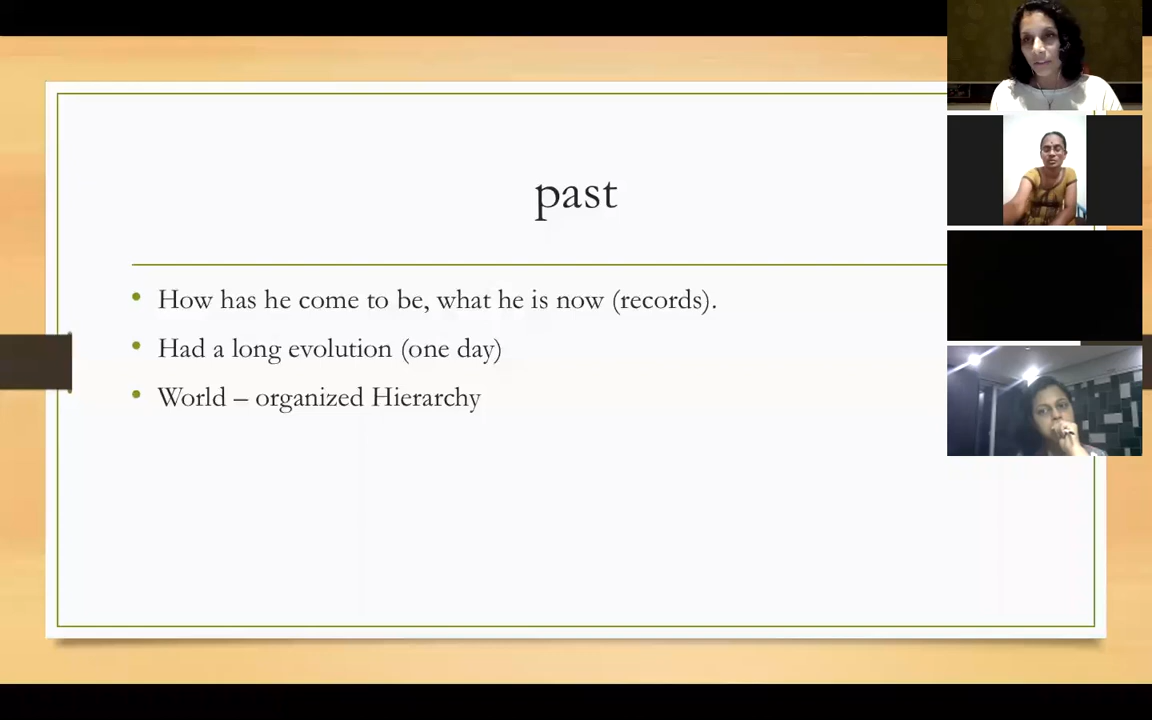 past
How has he come to be, what he is now (records).
Had a long evolution (one day)
World – organized Hierarchy